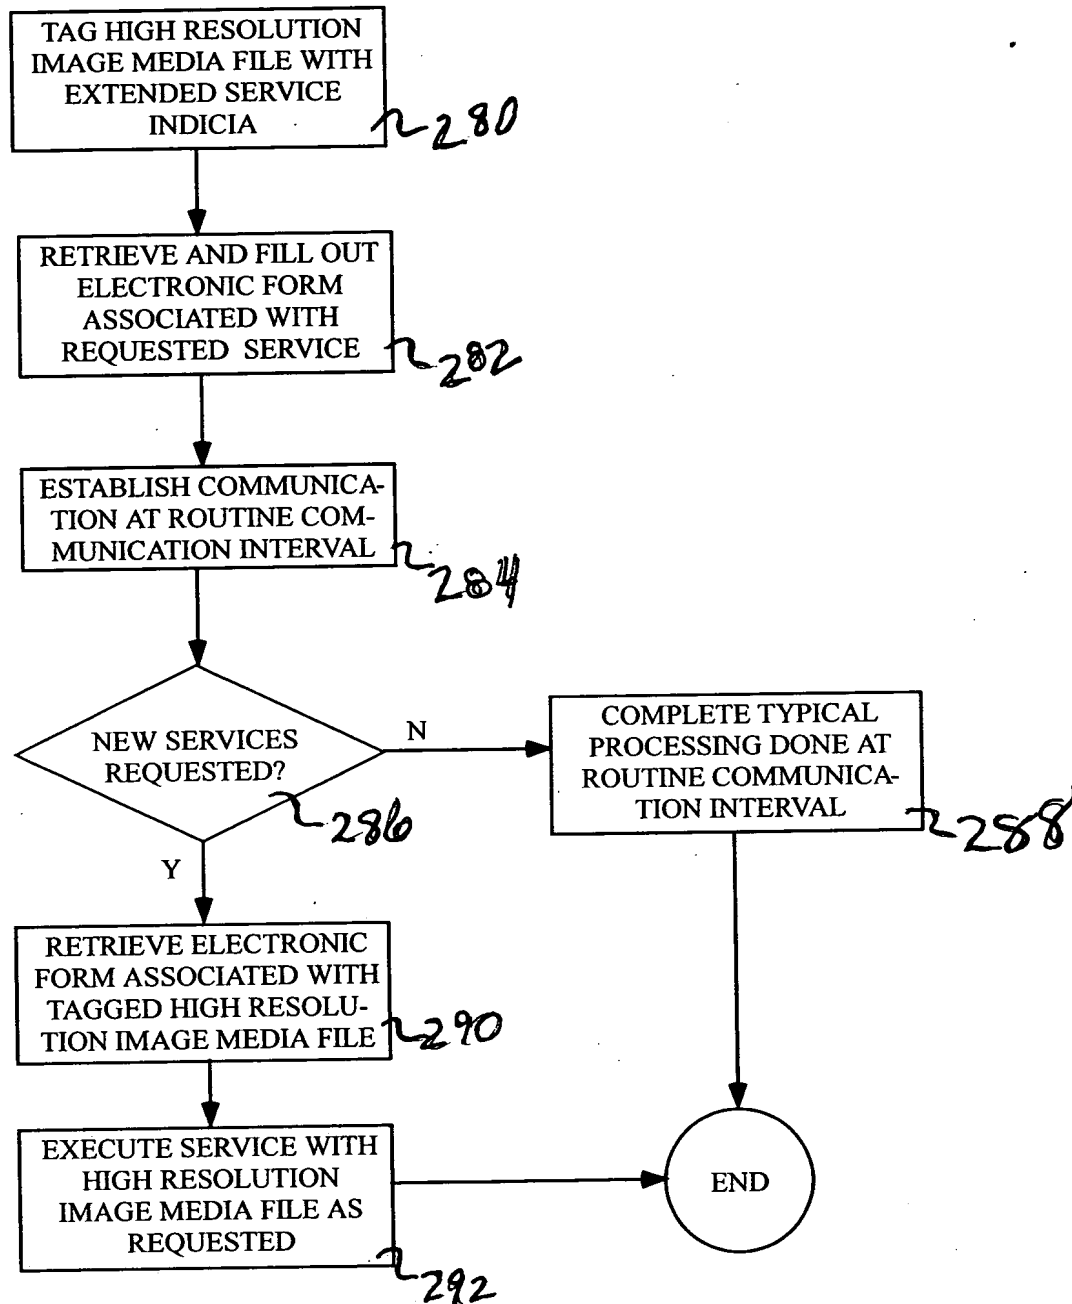 TAG HIGH RESOLUTION
IMAGE MEDIA FILE WITH
EXTENDED SERVICE
INDICIA
280
RETRIEVE AND FILL OUT
ELECTRONIC FORM
ASSOCIATED WITH
REQUESTED SERVICE
282
ESTABLISH COMMUNICA-
TION AT ROUTINE COM-
MUNICATION INTERVAL
284
NEW SERVICES
REQUESTED?
286
N
COMPLETE TYPICAL
PROCESSING DONE AT
ROUTINE COMMUNICA-
TION INTERVAL
288
Y
RETRIEVE ELECTRONIC
FORM ASSOCIATED WITH
TAGGED HIGH RESOLU-
TION IMAGE MEDIA FILE
290
EXECUTE SERVICE WITH
HIGH RESOLUTION
IMAGE MEDIA FILE AS
REQUESTED
292
END